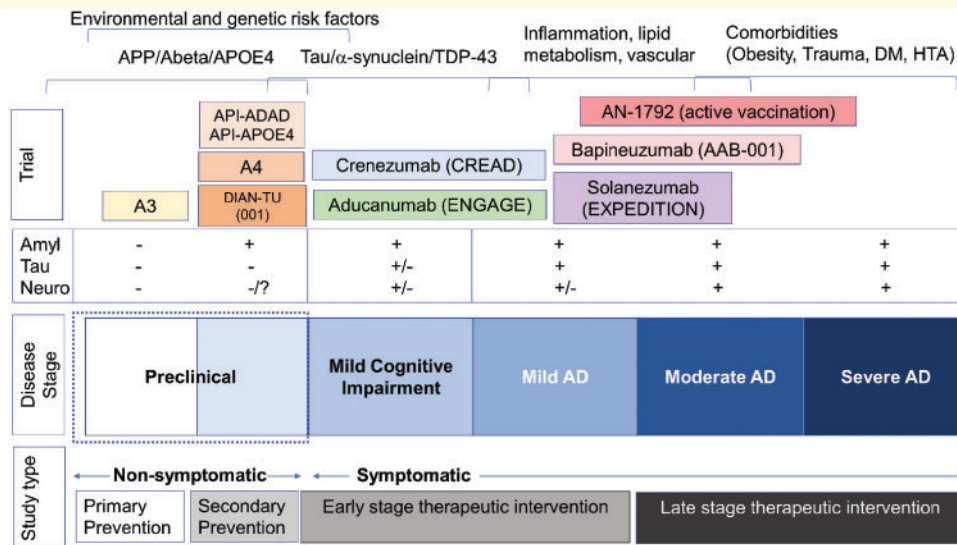 Environmental and genetic risk factors
APP/Abeta/APOE4
Tau/α-synuclein/TDP-43
Inflammation, lipid
metabolism, vascular
Comorbidities
(Obesity, Trauma, DM, HTA)
Trial
API-ADAD
API-APOE4
A4
A3
DIAN-TU
(001)
Crenezumab (CREAD)
Aducanumab (ENGAGE)
AN-1792 (active vaccination)
Bapineuzumab (AAB-001)
Solanezumab
(EXPEDITION)
Amyl - + + + + +
Tau - - +/- + + +
Neuro - -/? +/- +/- + +
Disease
Stage
Preclinical
Mild Cognitive
Impairment
Mild AD
Moderate AD
Severe AD
Study type
Non-symptomatic
Symptomatic
Primary
Prevention
Secondary
Prevention
Early stage therapeutic intervention
Late stage therapeutic intervention